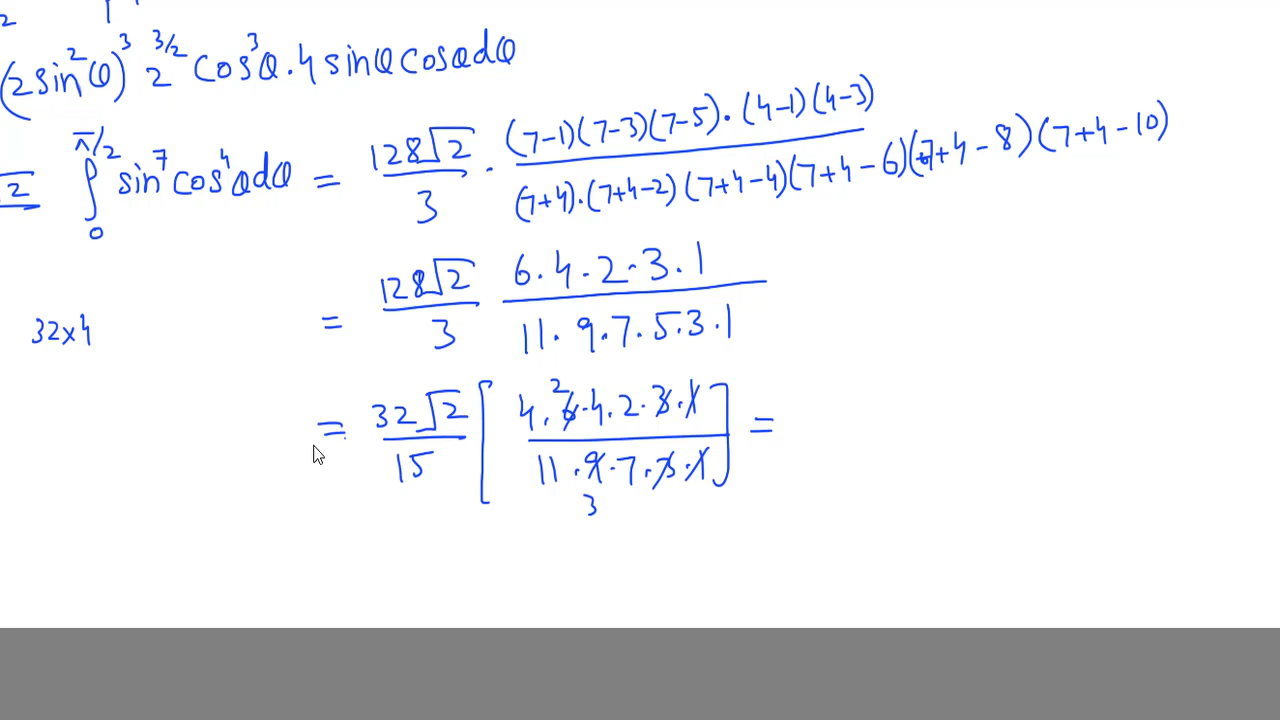 (2sin²θ)³ 2^{3/2} cos³θ . 4 sinθ cosθ dθ
∫₀^{π/2} sin⁷ cos⁴θ dθ = 128√2/3 · (7-1)(7-3)(7-5)·(4-1)(4-3) / (7+4)·(7+4-2)(7+4-4)(7+4-6)(7+4-8)(7+4-10)
= 128√2/3 6·4·2·3·1 / 11·9·7·5·3·1
32×4
= 32√2/15 [ 4·6·4·2·3·1 / 11·9·7·3·1 ] =
2
3